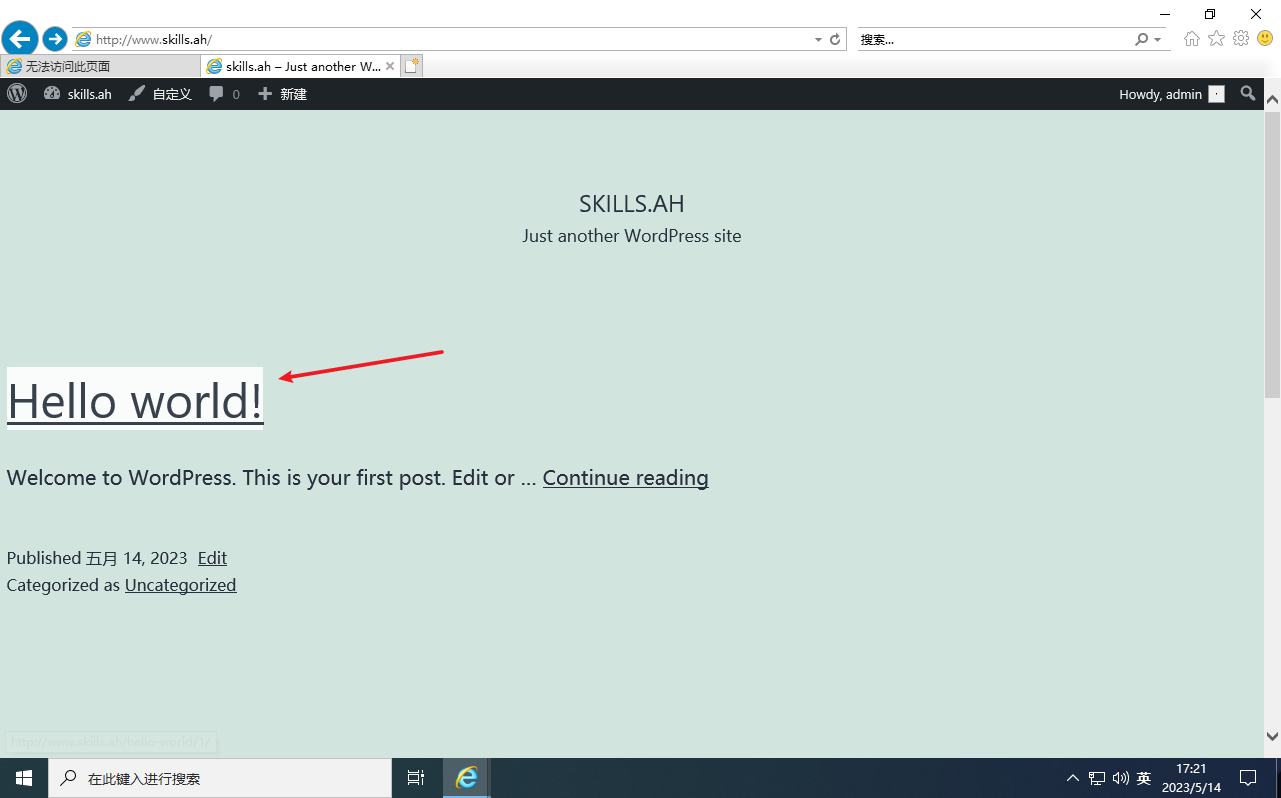 http://www.skills.ah/
搜索...
无法访问此页面
skills.ah – Just another W...
skills.ah
自定义
0
新建
Howdy, admin
SKILLS.AH
Just another WordPress site
Hello world!
Welcome to WordPress. This is your first post. Edit or … Continue reading
Published 五月 14, 2023 Edit
Categorized as Uncategorized
http://www.skills.ah/hello-world/1/
在此键入进行搜索
英
17:21
2023/5/14